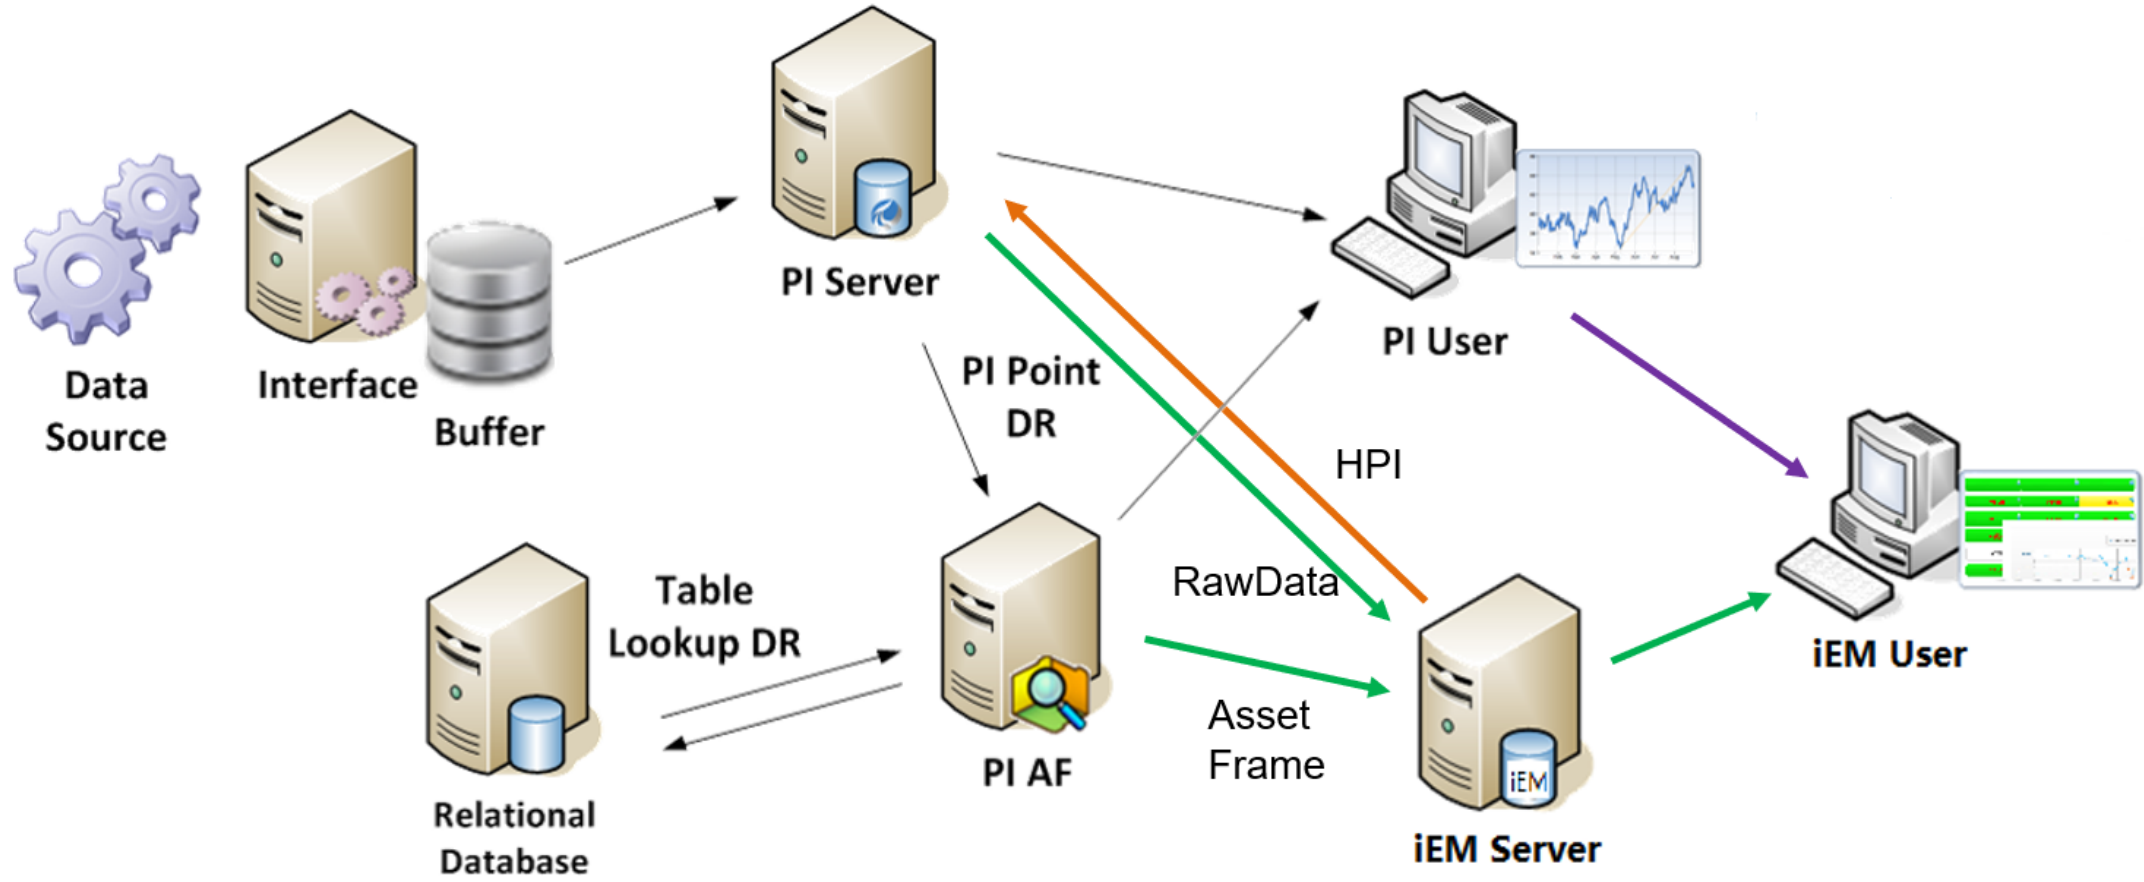 PI Server
PI User
Data
Source
Interface
Buffer
PI Point
DR
HPI
Table
Lookup DR
RawData
Asset
Frame
PI AF
Relational
Database
iEM
iEM Server
iEM User